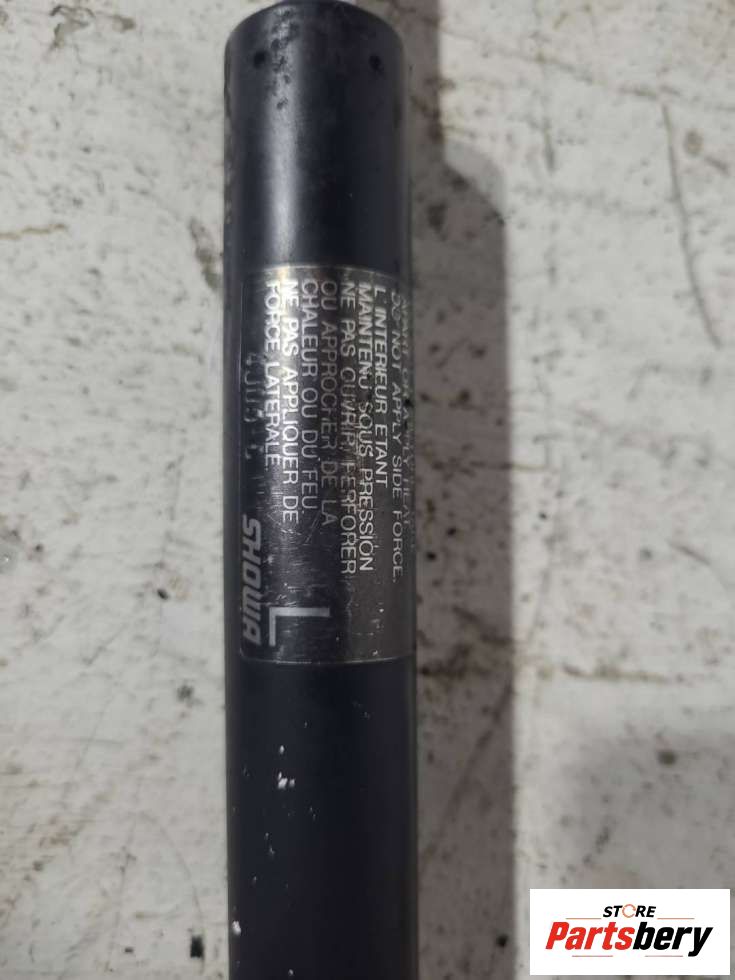 DO NOT APPLY SIDE FORCE.
L'INTERIEUR ETANT
MAINTENU SOUS PRESSION
NE PAS OUVRIR, PERFORER
OU APPROCHER DE LA
CHALEUR OU DU FEU.
NE PAS APPLIQUER DE
FORCE LATERALE.
SHOWA
L
STORE
Partsbery